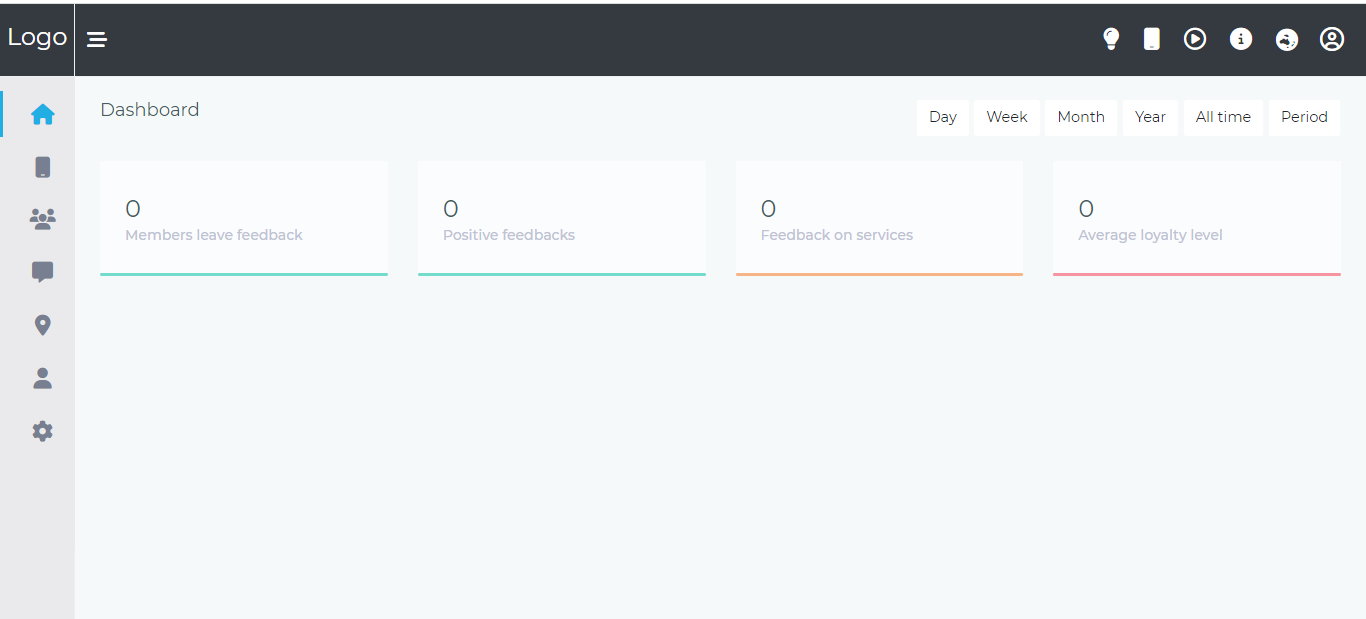 Logo
Dashboard
Day Week Month Year All time Period
0 0 0 0
Members leave feedback Positive feedbacks Feedback on services Average loyalty level